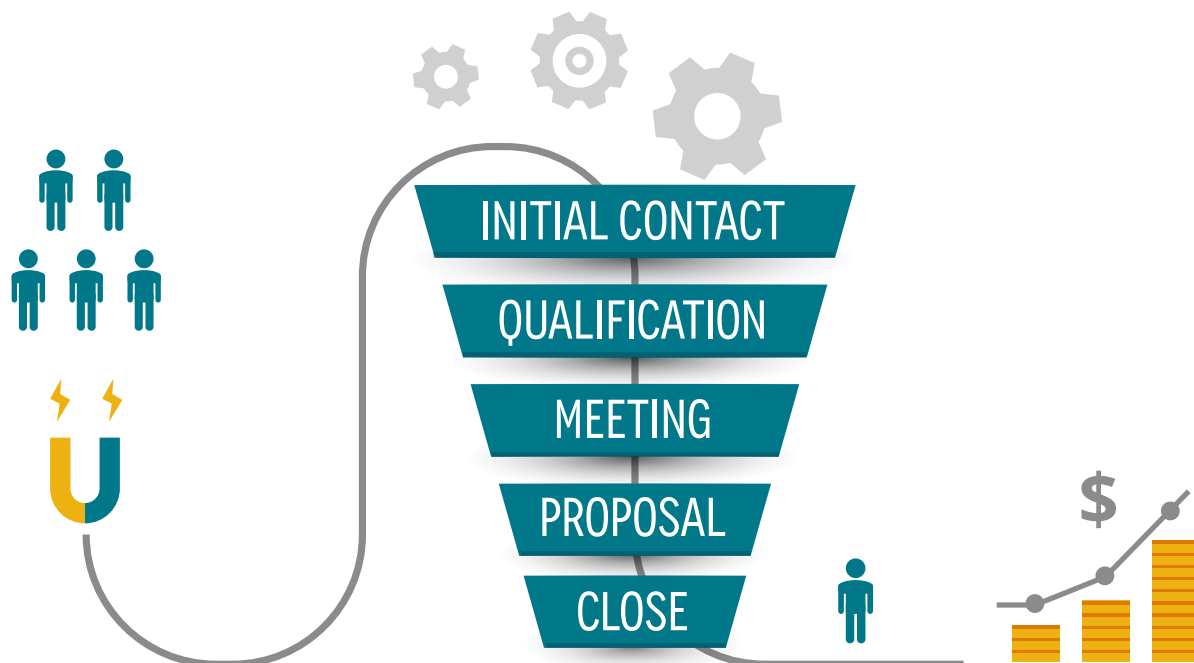 INITIAL CONTACT
QUALIFICATION
MEETING
PROPOSAL
$
CLOSE